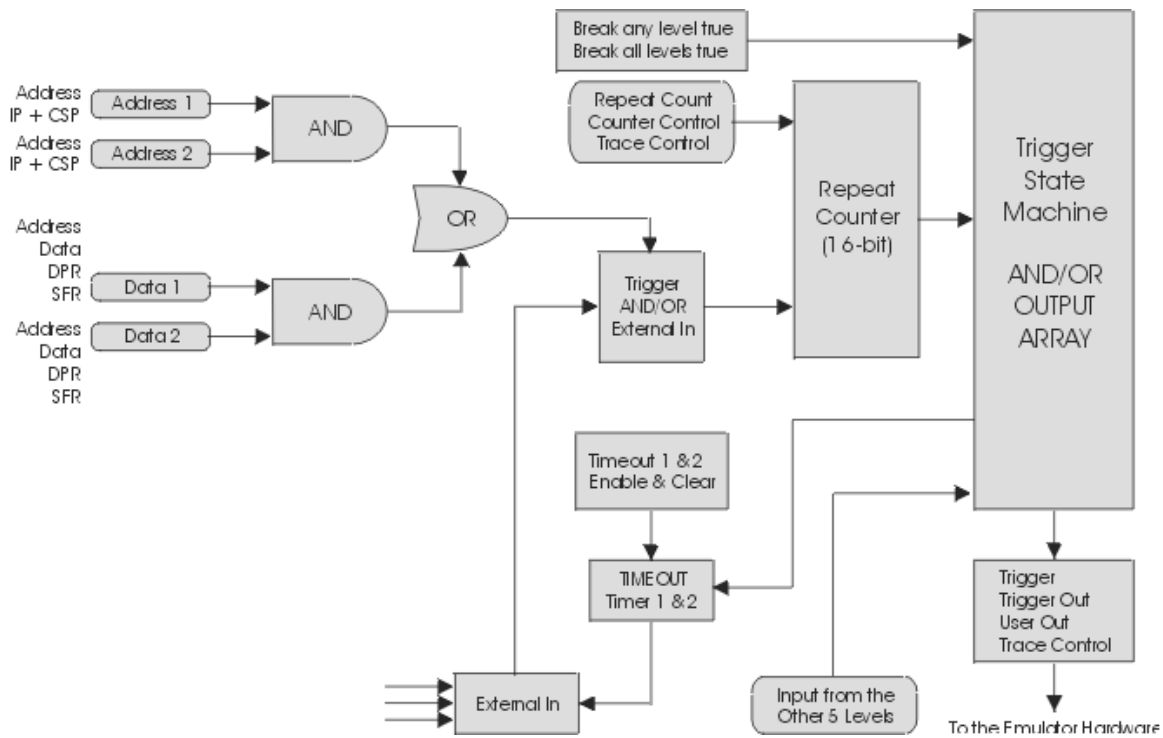 Break any level true
Break all levels true
Address
IP + CSP
Address 1
Address
IP + CSP
Address 2
AND
Repeat Count
Counter Control
Trace Control
Repeat
Counter
(16-bit)
Trigger
State
Machine
AND/OR
OUTPUT
ARRAY
OR
Address
Data
DPR
SFR
Data 1
Address
Data
DPR
SFR
Data 2
AND
Trigger
AND/OR
External In
Timeout 1 & 2
Enable & Clear
TIMEOUT
Timer 1 & 2
Trigger
Trigger Out
User Out
Trace Control
External In
Input from the
Other 5 Levels
To the Emulator Hardware